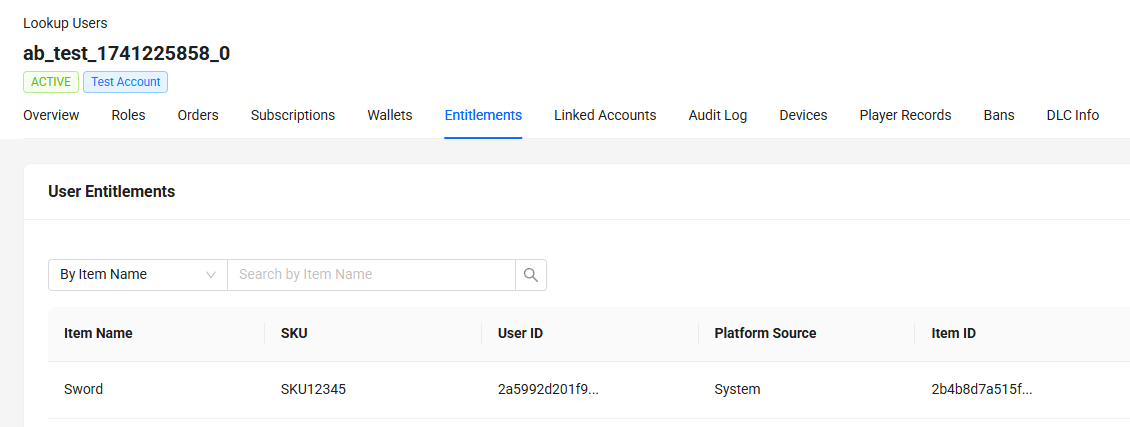 Lookup Users
ab_test_1741225858_0
ACTIVE Test Account
Overview Roles Orders Subscriptions Wallets Entitlements Linked Accounts Audit Log Devices Player Records Bans DLC Info
User Entitlements
By Item Name Search by Item Name
Item Name SKU User ID Platform Source Item ID
Sword SKU12345 2a5992d201f9... System 2b4b8d7a515f...